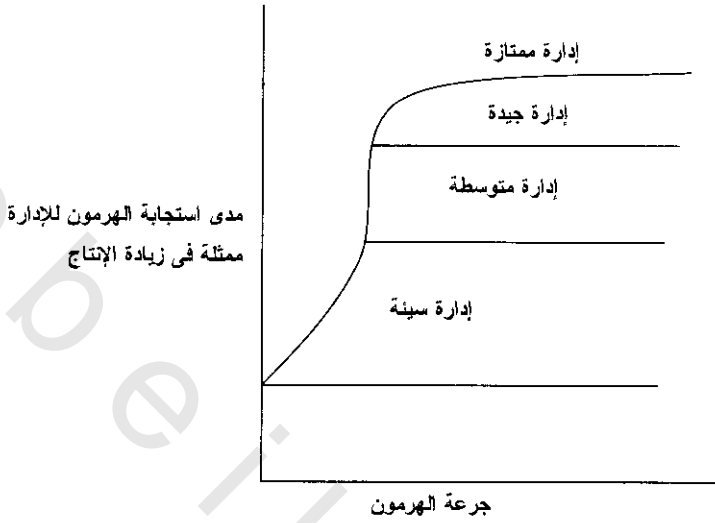 إدارة ممتازة
إدارة جيدة
إدارة متوسطة
مدى استجابة الهرمون للإدارة
ممثلة فى زيادة الإنتاج
إدارة سيئة
جرعة الهرمون
b e i